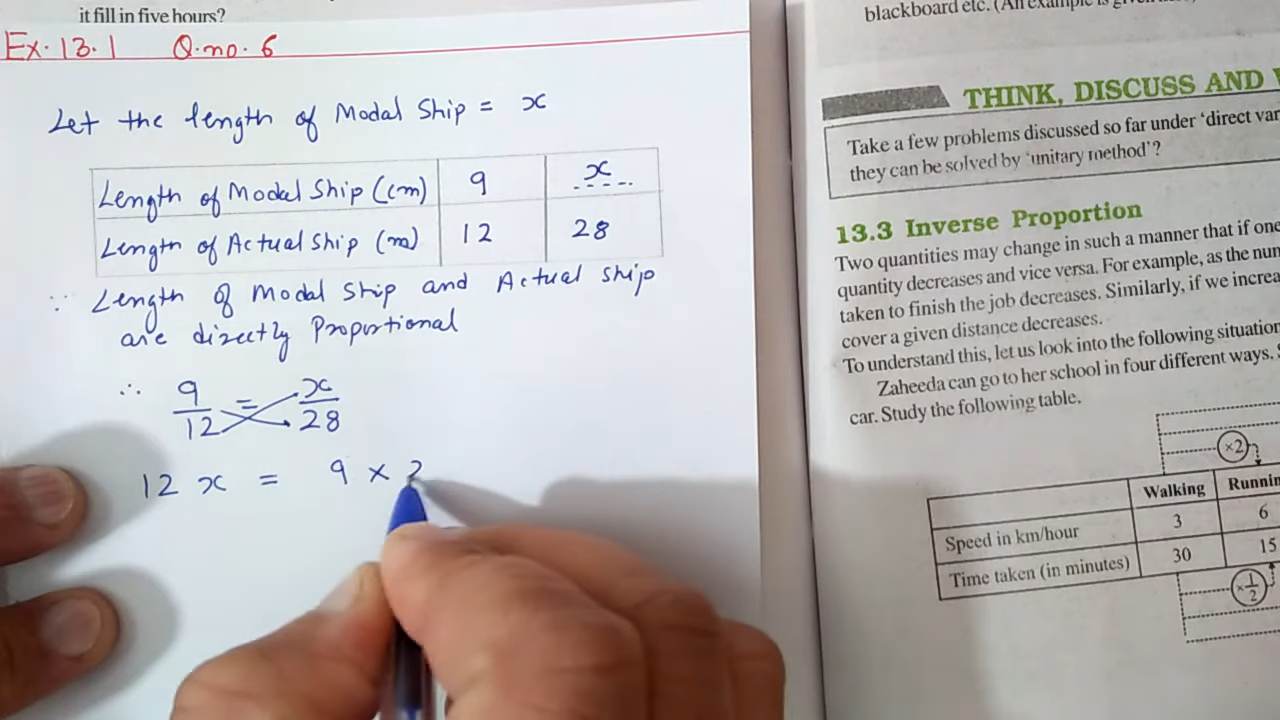 it fill in five hours?
Ex. 13.1 Q. no. 6
Let the length of Modal Ship = x
Length of Modal Ship (cm) 9 x
Length of Actual Ship (m) 12 28
∵ Length of Modal Ship and Actual Ship
are directly Proportional
∴ 9/12 = x/28
12 x = 9 × 2
blackboard etc. (An example is
THINK, DISCUSS AND
Take a few problems discussed so far under ‘direct var
they can be solved by ‘unitary method’?
13.3 Inverse Proportion
Two quantities may change in such a manner that if one
quantity decreases and vice versa. For example, as the num
taken to finish the job decreases. Similarly, if we increa
cover a given distance decreases.
To understand this, let us look into the following situation
Zaheeda can go to her school in four different ways.
car. Study the following table.
×2
Walking Runnin
Speed in km/hour 3 6
Time taken (in minutes) 30 15
×1/2